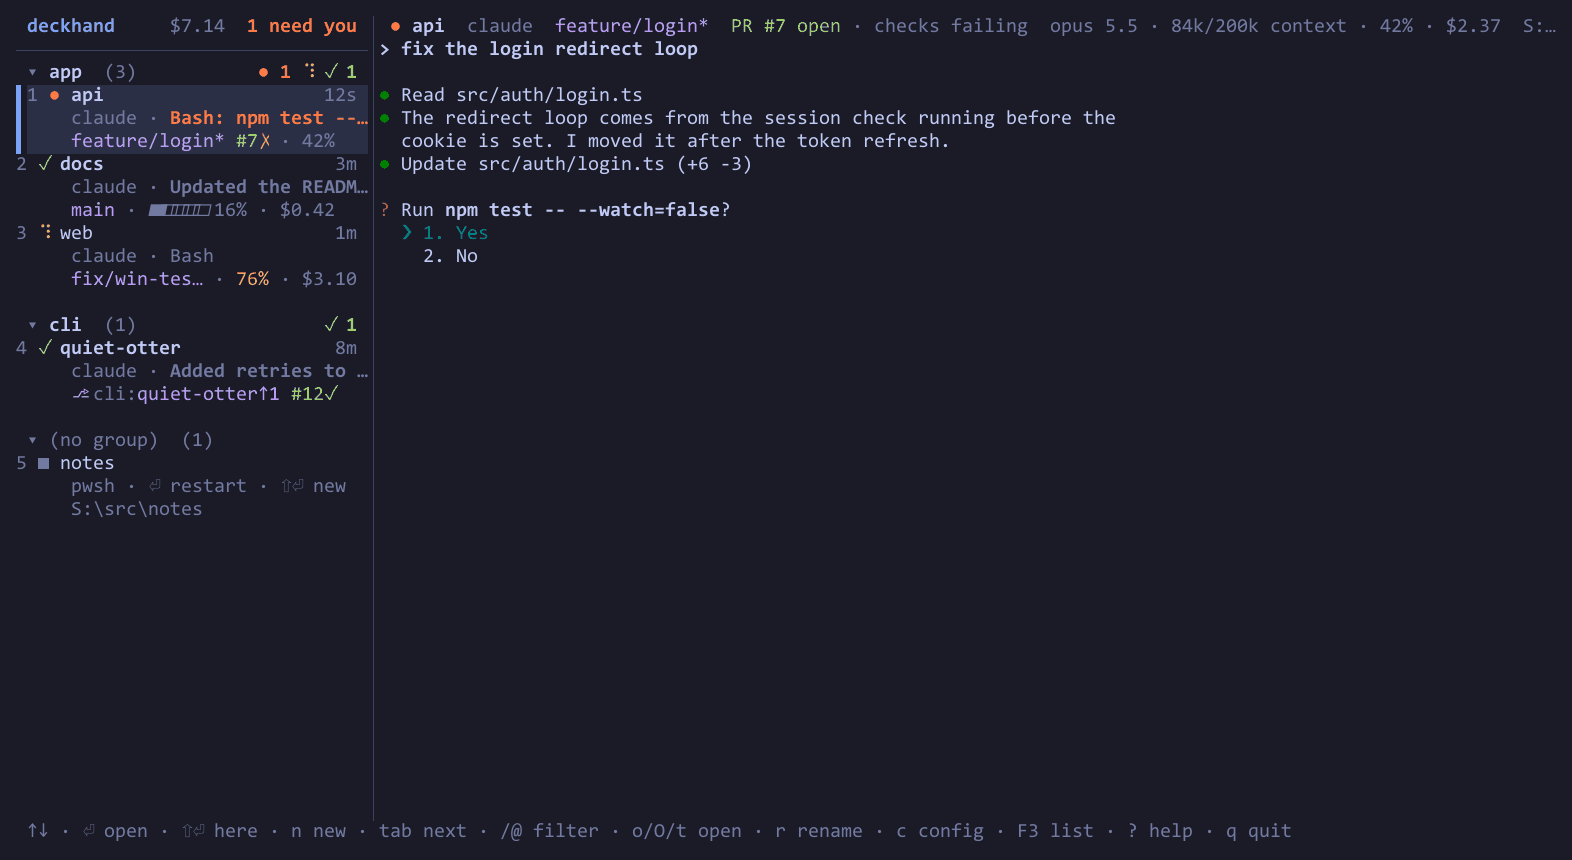 deckhand $7.14 1 need you
▾ app (3) ● 1 ⠹ ✓ 1
1 ● api 12s
claude · Bash: npm test --…
feature/login* #7✗ · 42%
2 ✓ docs 3m
claude · Updated the READM…
main · 16% · $0.42
3 ⠹ web 1m
claude · Bash
fix/win-tes… · 76% · $3.10
▾ cli (1) ✓ 1
4 ✓ quiet-otter 8m
claude · Added retries to …
⎇ cli:quiet-otter↑1 #12✓
▾ (no group) (1)
5 ■ notes
pwsh · ⏎ restart · ⇧⏎ new
S:\src\notes
● api claude feature/login* PR #7 open · checks failing opus 5.5 · 84k/200k context · 42% · $2.37 S:…
> fix the login redirect loop
● Read src/auth/login.ts
● The redirect loop comes from the session check running before the
cookie is set. I moved it after the token refresh.
● Update src/auth/login.ts (+6 -3)
? Run npm test -- --watch=false?
❯ 1. Yes
2. No
↑↓ · ⏎ open · ⇧⏎ here · n new · tab next · /@ filter · o/O/t open · r rename · c config · F3 list · ? help · q quit